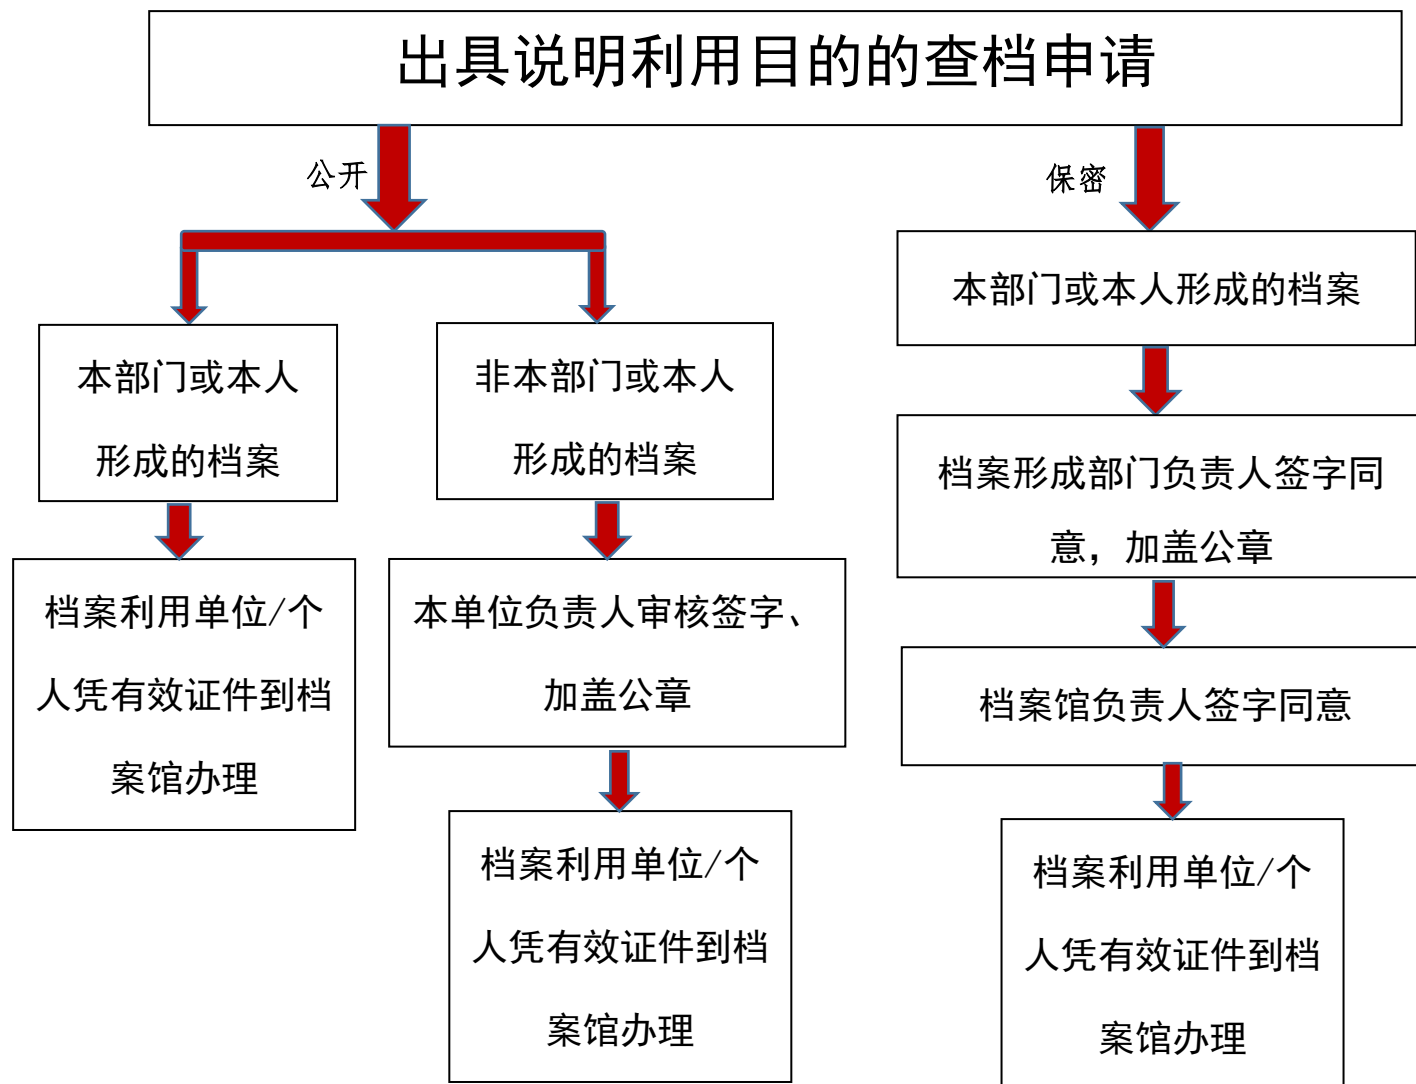 出具说明利用目的的查档申请
公开
保密
本部门或本人
形成的档案
非本部门或本人
形成的档案
本部门或本人形成的档案
档案利用单位/个
人凭有效证件到档
案馆办理
本单位负责人审核签字、
加盖公章
档案形成部门负责人签字同
意，加盖公章
档案馆负责人签字同意
档案利用单位/个
人凭有效证件到档
案馆办理
档案利用单位/个
人凭有效证件到档
案馆办理